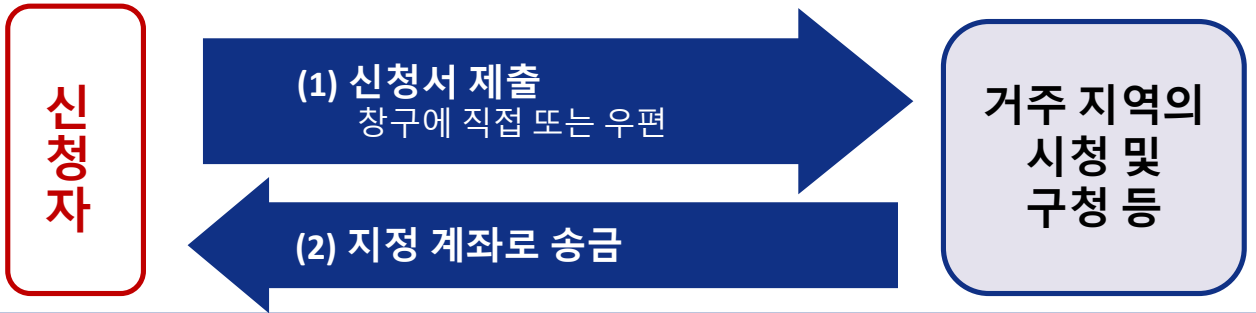 신청자
(1) 신청서 제출
창구에 직접 또는 우편
(2) 지정 계좌로 송금
거주 지역의
시청 및
구청 등